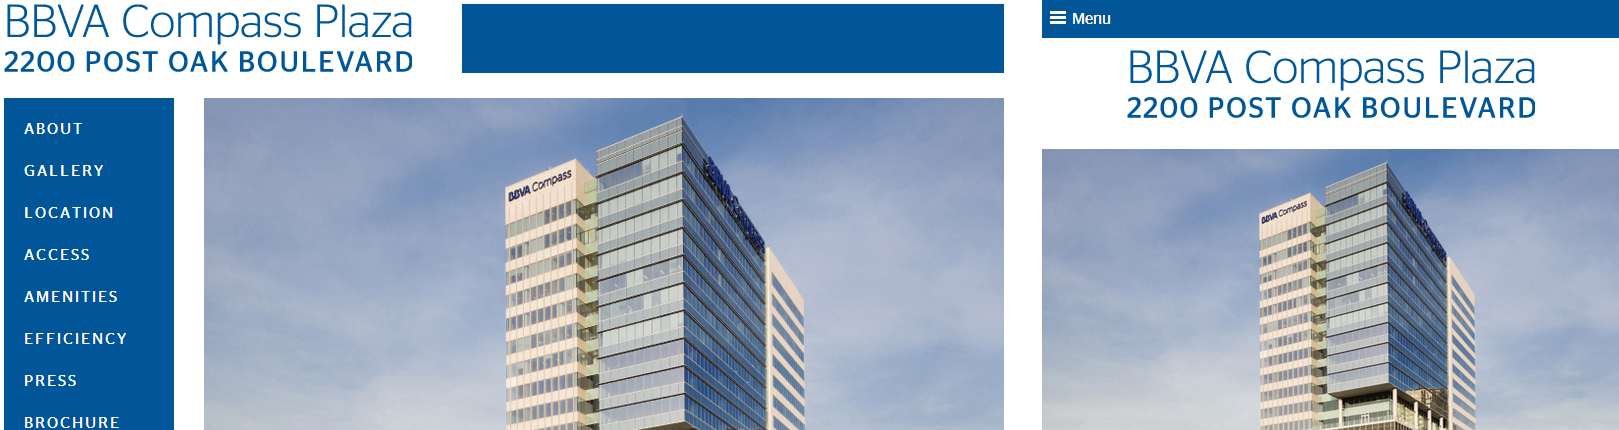 BBVA Compass Plaza
2200 POST OAK BOULEVARD
ABOUT
GALLERY
LOCATION
ACCESS
AMENITIES
EFFICIENCY
PRESS
BROCHURE
BBVA Compass
BBVA Compass
Menu
BBVA Compass Plaza
2200 POST OAK BOULEVARD
BBVA Compass
BBVA Compass